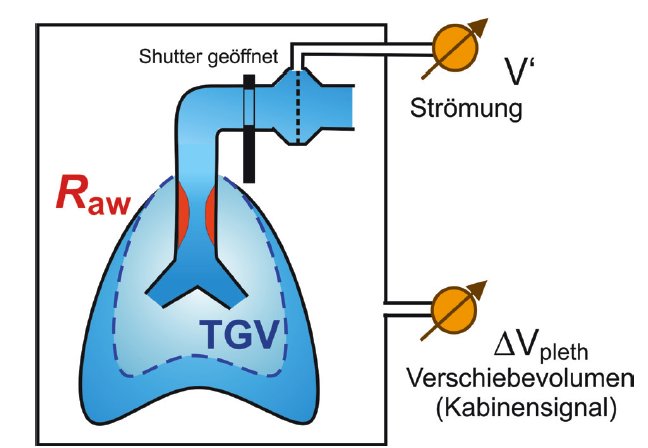 Shutter geöffnet
V‘
Strömung
Raw
TGV
ΔVpleth
Verschiebevolumen
(Kabinensignal)